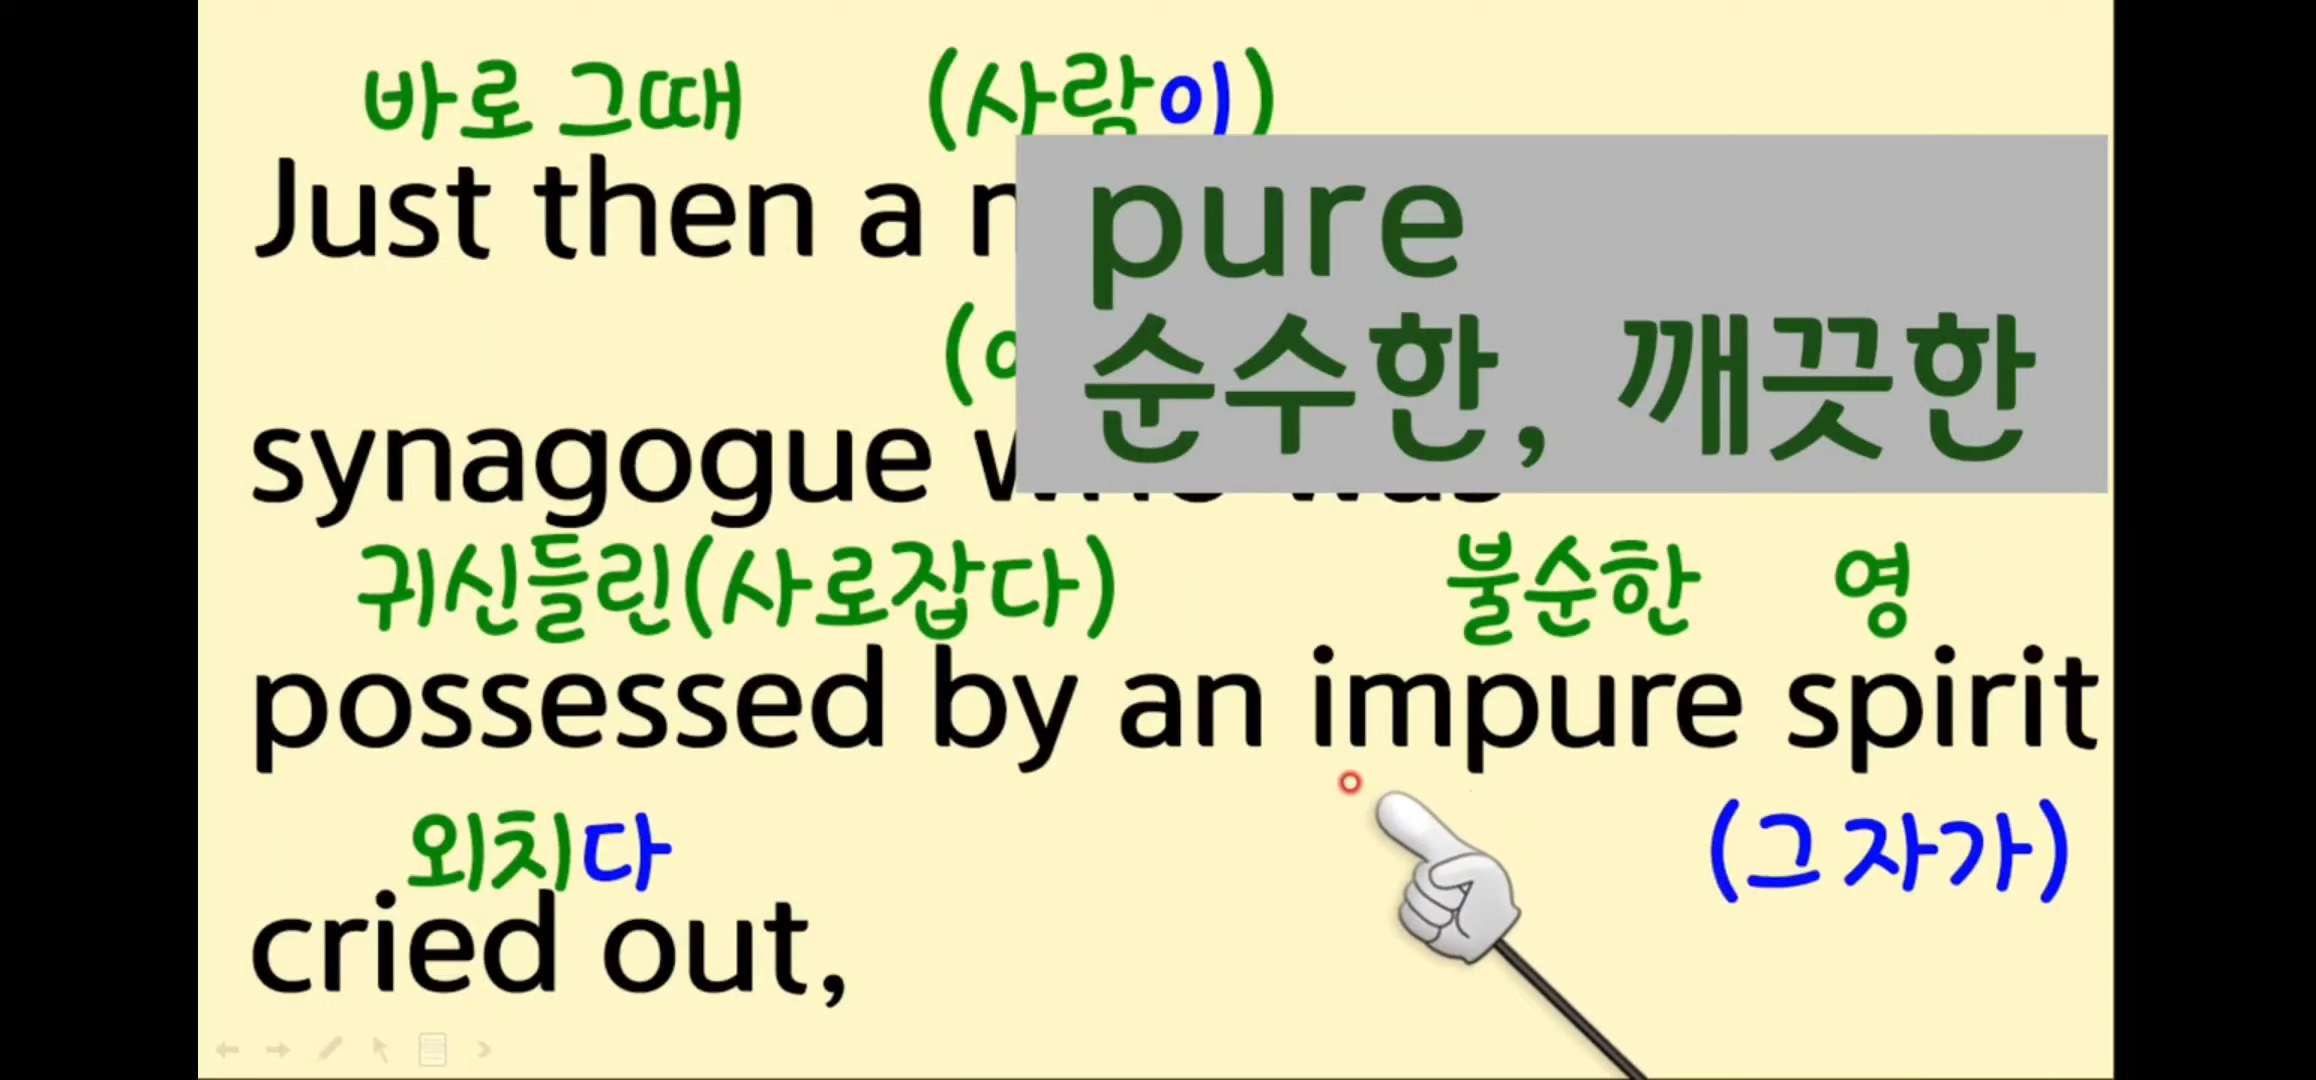 바로 그때 (사람이)
Just then a
pure
순수한, 깨끗한
synagogue
귀신들린(사로잡다) 불순한 영
possessed by an impure spirit
외치다 (그 자가)
cried out,